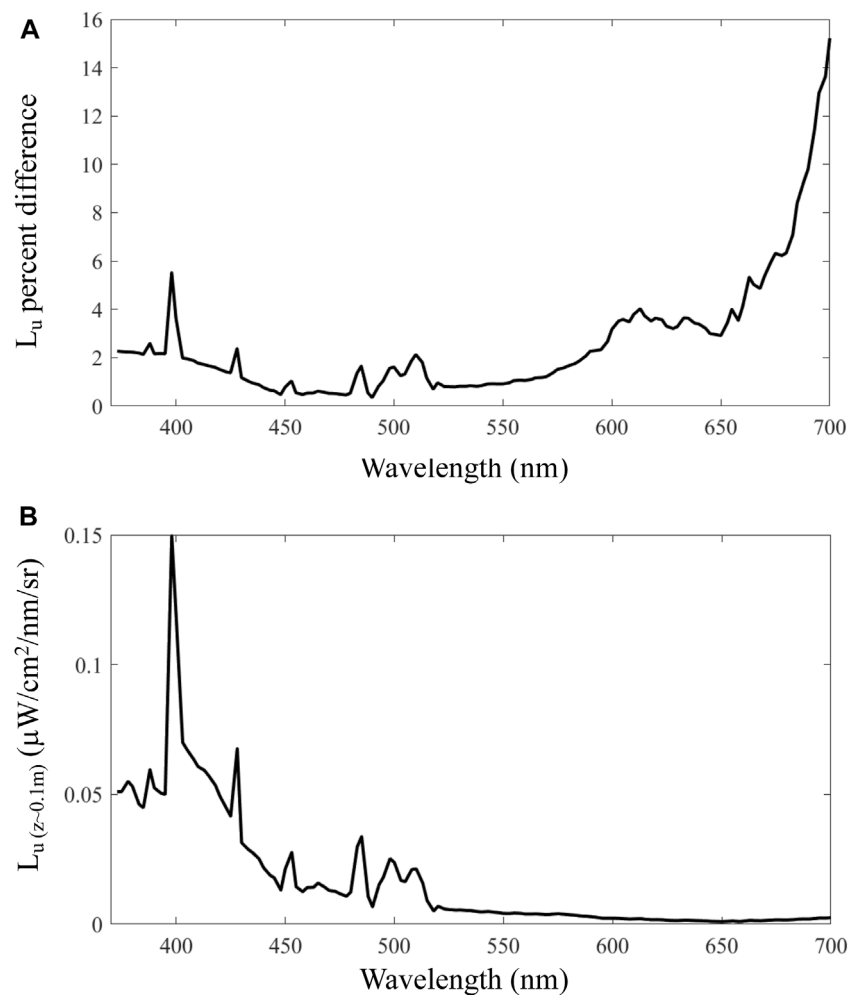 A
16
14
12
10
8
6
4
2
0
Lu percent difference
400 450 500 550 600 650 700
Wavelength (nm)
B
0.15
0.1
0.05
0
Lu (z~0.1m) (μW/cm²/nm/sr)
400 450 500 550 600 650 700
Wavelength (nm)